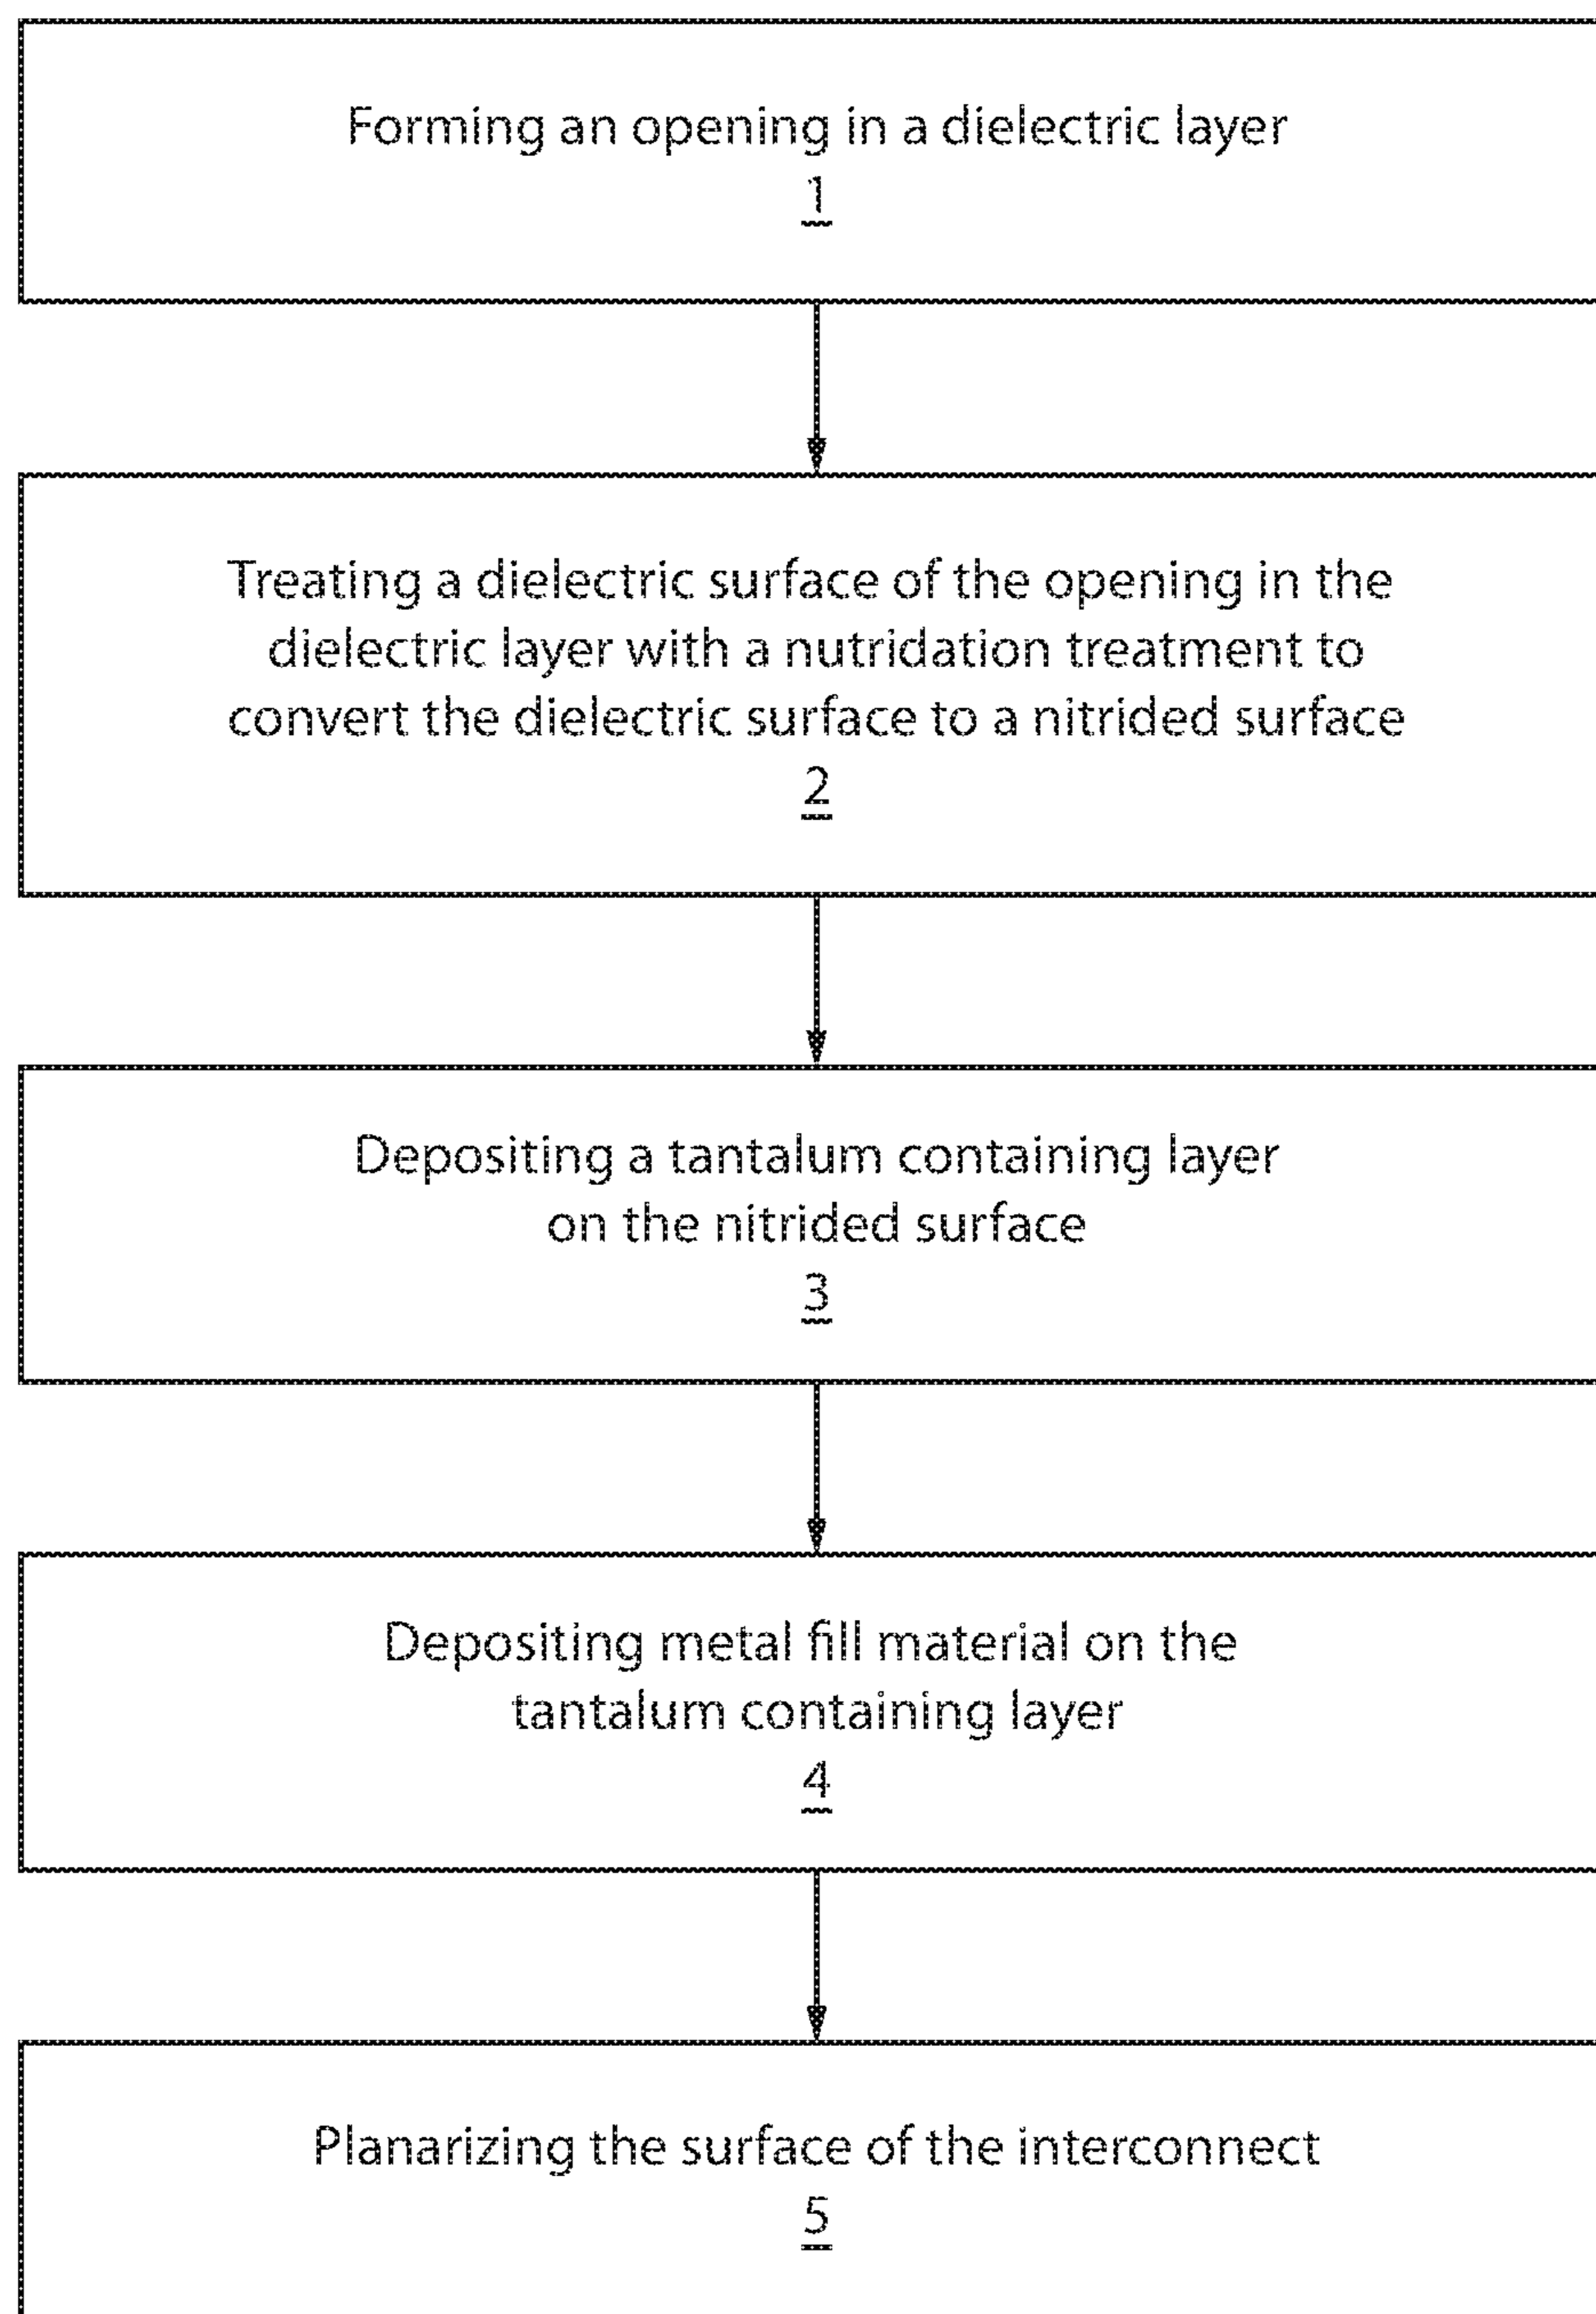 Forming an opening in a dielectric layer
1
Treating a dielectric surface of the opening in the
dielectric layer with a nutridation treatment to
convert the dielectric surface to a nitrided surface
2
Depositing a tantalum containing layer
on the nitrided surface
3
Depositing metal fill material on the
tantalum containing layer
4
Planarizing the surface of the interconnect
5